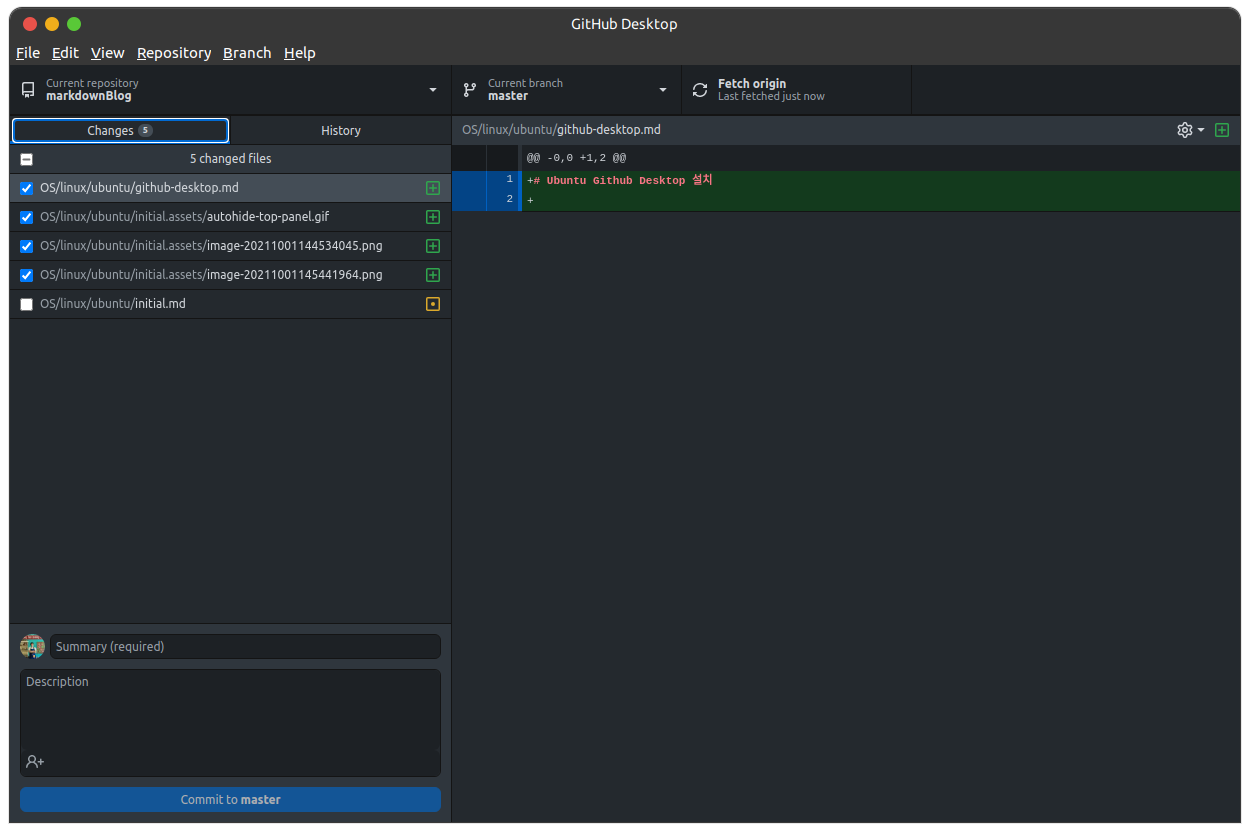 GitHub Desktop
File Edit View Repository Branch Help
Current repository
markdownBlog
Current branch
master
Fetch origin
Last fetched just now
Changes 5
History
OS/linux/ubuntu/github-desktop.md
5 changed files
@@ -0,0 +1,2 @@
OS/linux/ubuntu/github-desktop.md
1 +# Ubuntu Github Desktop 설치
2 +
OS/linux/ubuntu/initial.assets/autohide-top-panel.gif
OS/linux/ubuntu/initial.assets/image-20211001144534045.png
OS/linux/ubuntu/initial.assets/image-20211001145441964.png
OS/linux/ubuntu/initial.md
Summary (required)
Description
Commit to master